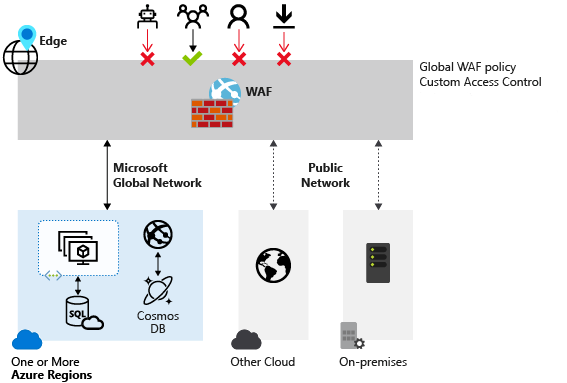 Edge
Global WAF policy
Custom Access Control
WAF
Microsoft
Global Network
Public
Network
SQL
Cosmos
DB
One or More
Azure Regions
Other Cloud
On-premises